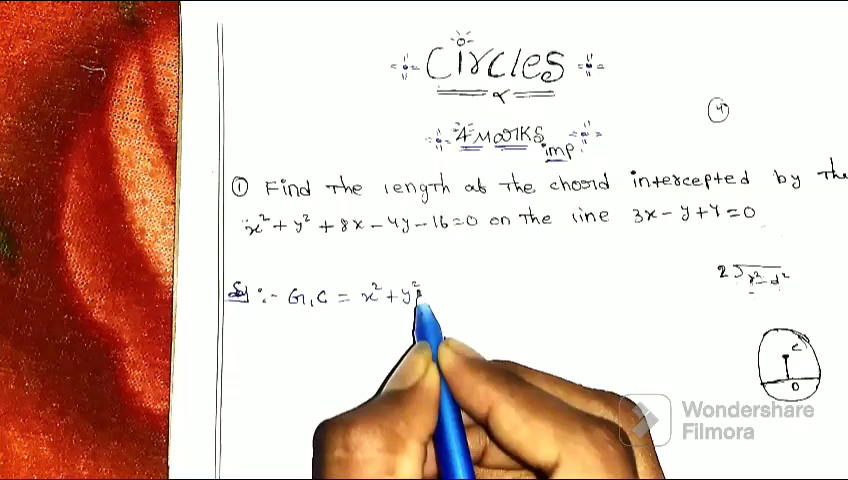 Circles
4 Marks
imp
4
① Find the length at the chord intercepted by the
x² + y² + 8x - 4y - 16 = 0 on the line 3x - y + 4 = 0
2√r² - d²
Sol :- G,C = x² + y²
C
D
Wondershare
Filmora